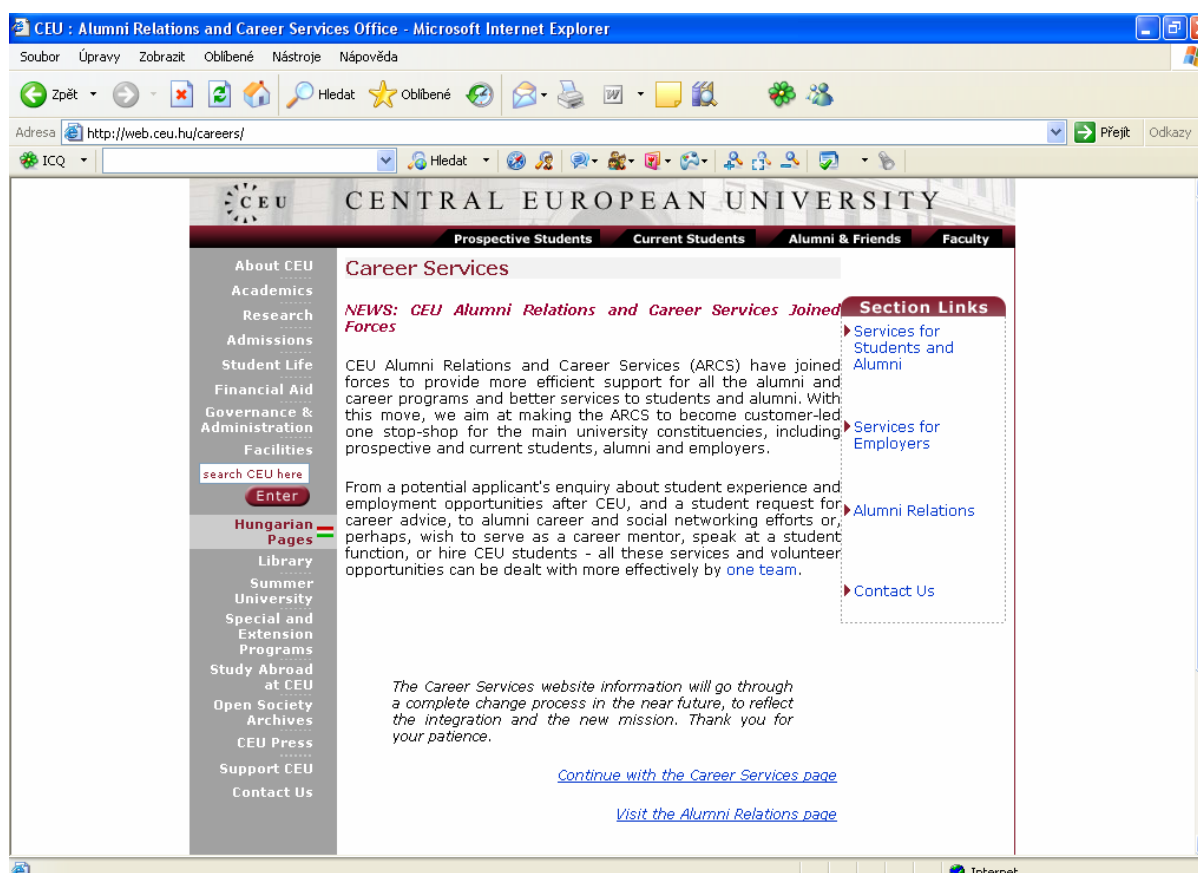 CEU : Alumni Relations and Career Services Office - Microsoft Internet Explorer
Soubor Úpravy Zobrazit Oblíbené Nástroje Nápověda
Zpět Hledat Oblíbené
Adresa http://web.ceu.hu/careers/ Přejít Odkazy
ICQ Hledat
CEU CENTRAL EUROPEAN UNIVERSITY
Prospective Students Current Students Alumni & Friends Faculty
About CEU
Academics
Research
Admissions
Student Life
Financial Aid
Governance &
Administration
Facilities
search CEU here
Enter
Hungarian
Pages
Library
Summer
University
Special and
Extension
Programs
Study Abroad
at CEU
Open Society
Archives
CEU Press
Support CEU
Contact Us
Career Services
NEWS: CEU Alumni Relations and Career Services Joined
Forces
CEU Alumni Relations and Career Services (ARCS) have joined
forces to provide more efficient support for all the alumni and
career programs and better services to students and alumni. With
this move, we aim at making the ARCS to become customer-led
one stop-shop for the main university constituencies, including
prospective and current students, alumni and employers.
From a potential applicant's enquiry about student experience and
employment opportunities after CEU, and a student request for
career advice, to alumni career and social networking efforts or,
perhaps, wish to serve as a career mentor, speak at a student
function, or hire CEU students - all these services and volunteer
opportunities can be dealt with more effectively by one team.
The Career Services website information will go through
a complete change process in the near future, to reflect
the integration and the new mission. Thank you for
your patience.
Continue with the Career Services page
Visit the Alumni Relations page
Section Links
Services for
Students and
Alumni
Services for
Employers
Alumni Relations
Contact Us
Internet